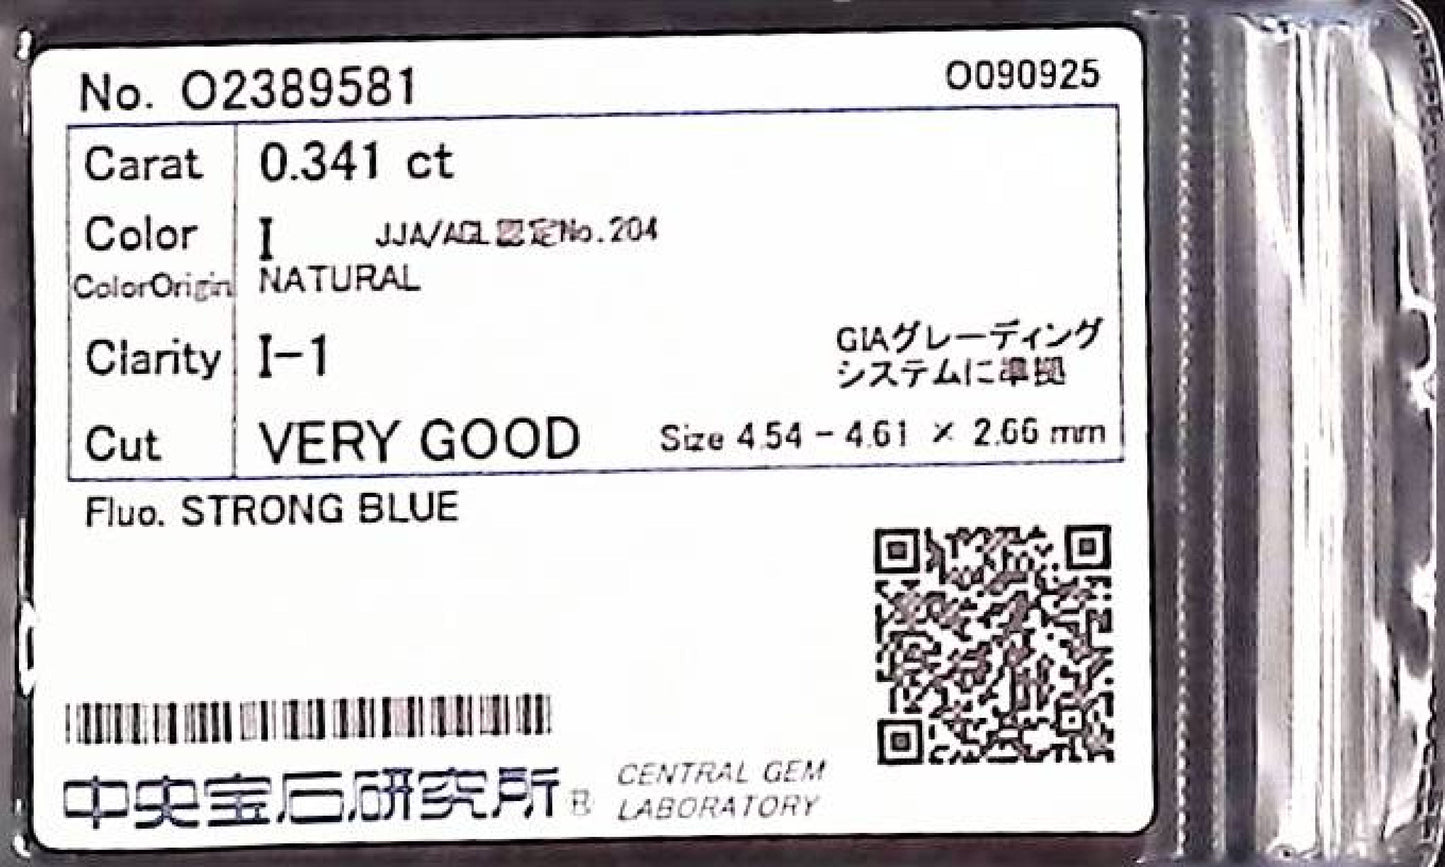 No. O2389581
O090925
Carat 0.341 ct
Color I JJA/AGL認定No.204
ColorOrigin NATURAL
Clarity I-1
GIAグレーディング
システムに準拠
Cut VERY GOOD Size 4.54 - 4.61 × 2.66 mm
Fluo. STRONG BLUE
中央宝石研究所®
CENTRAL GEM
LABORATORY